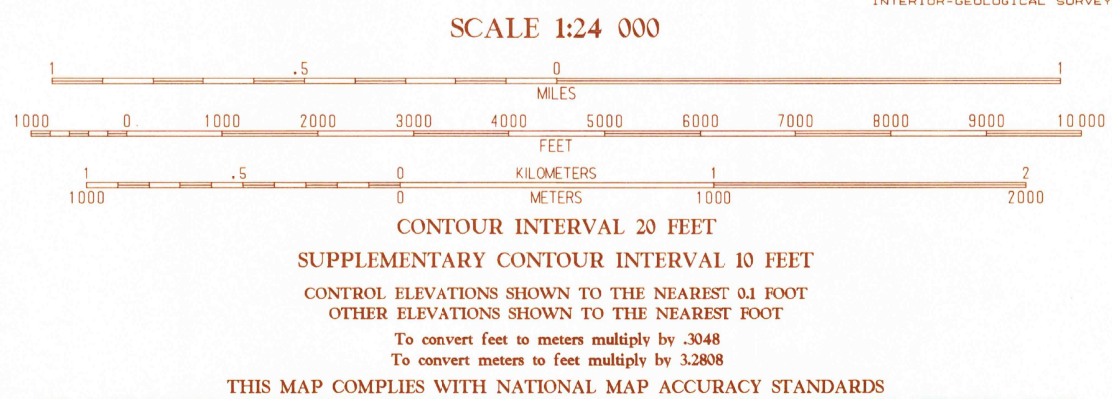 INTERIOR-GEOLOGICAL SURVEY
SCALE 1:24 000
1 .5 0 1
MILES
1000 0 1000 2000 3000 4000 5000 6000 7000 8000 9000 10 000
FEET
1 .5 0 KILOMETERS 1 2
1000 0 METERS 1000 2000
CONTOUR INTERVAL 20 FEET
SUPPLEMENTARY CONTOUR INTERVAL 10 FEET
CONTROL ELEVATIONS SHOWN TO THE NEAREST 0.1 FOOT
OTHER ELEVATIONS SHOWN TO THE NEAREST FOOT
To convert feet to meters multiply by .3048
To convert meters to feet multiply by 3.2808
THIS MAP COMPLIES WITH NATIONAL MAP ACCURACY STANDARDS